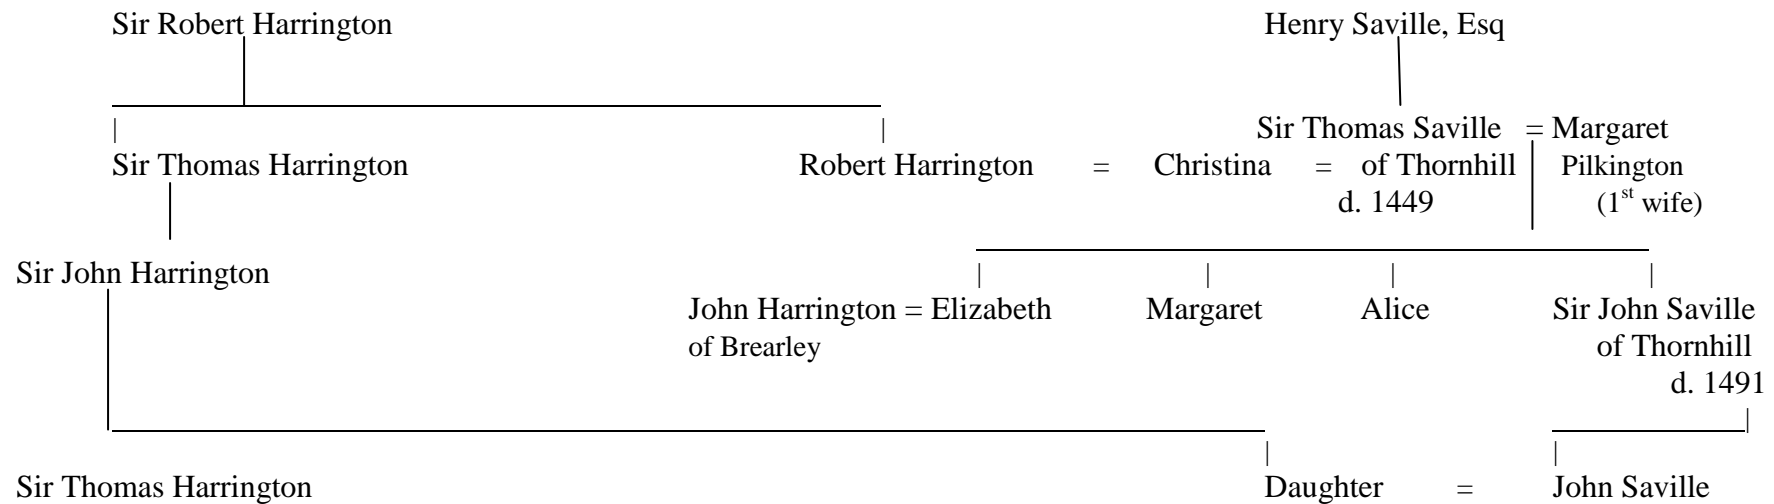 Sir Robert Harrington Henry Saville, Esq
Sir Thomas Saville = Margaret
Sir Thomas Harrington Robert Harrington = Christina = of Thornhill Pilkington
d. 1449 (1st wife)
Sir John Harrington
John Harrington = Elizabeth Margaret Alice Sir John Saville
of Brearley of Thornhill
d. 1491
Sir Thomas Harrington Daughter = John Saville